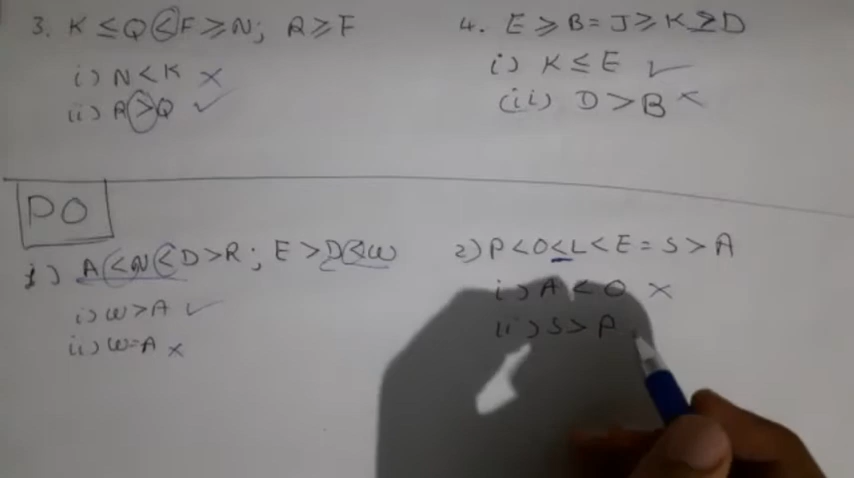 3. K ≤ Q < F ≥ N; R ≥ F
i) N < K ×
ii) R > Q ✓
4. E ≥ B = J ≥ K ≥ D
i) K ≤ E ✓
(ii) D > B ×
PO
1) A < N < D > R; E > D < W
i) W > A ✓
ii) W = A ×
2) P < O ≤ L < E = S > A
i) A < O ×
ii) S > P